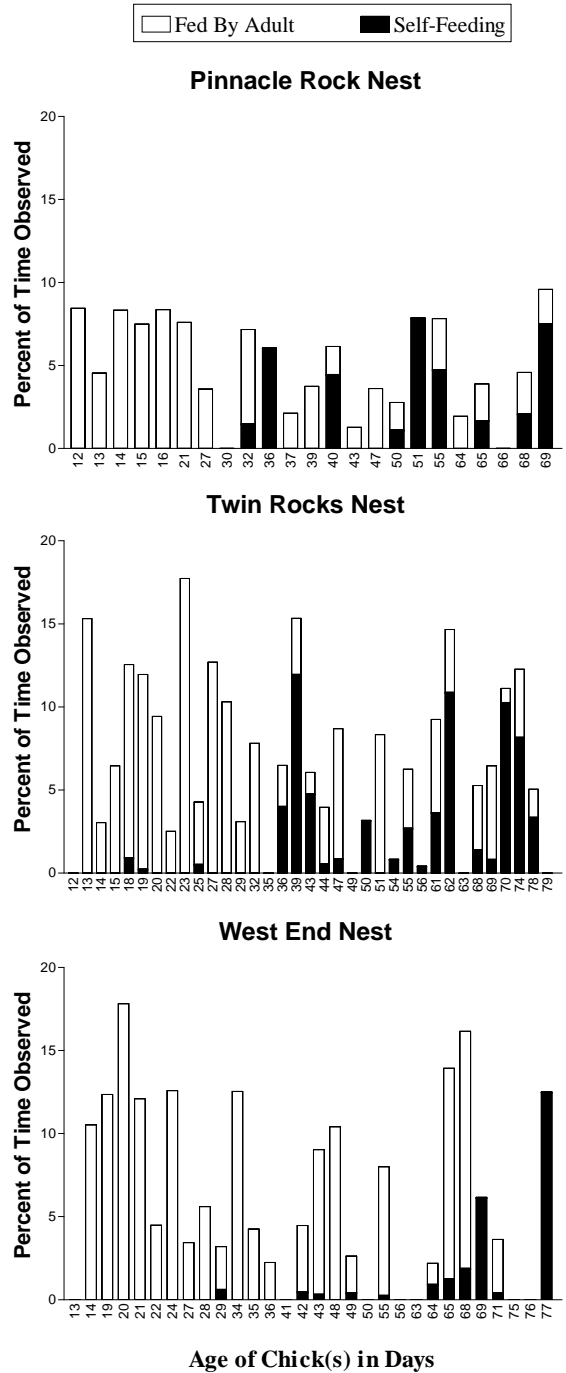 Fed By Adult Self-Feeding
Pinnacle Rock Nest
Percent of Time Observed
20
15
10
5
0
12 13 14 15 16 21 27 30 32 36 37 39 40 43 47 50 51 55 64 65 66 68 69
Twin Rocks Nest
Percent of Time Observed
20
15
10
5
0
12 13 14 15 18 19 20 22 23 25 27 28 29 32 35 36 39 43 44 47 49 50 51 54 55 56 61 62 63 68 69 70 74 78 79
West End Nest
Percent of Time Observed
20
15
10
5
0
13 14 19 20 21 22 24 27 28 29 34 35 36 41 42 43 48 49 50 55 56 63 64 65 68 69 71 75 76 77
Age of Chick(s) in Days